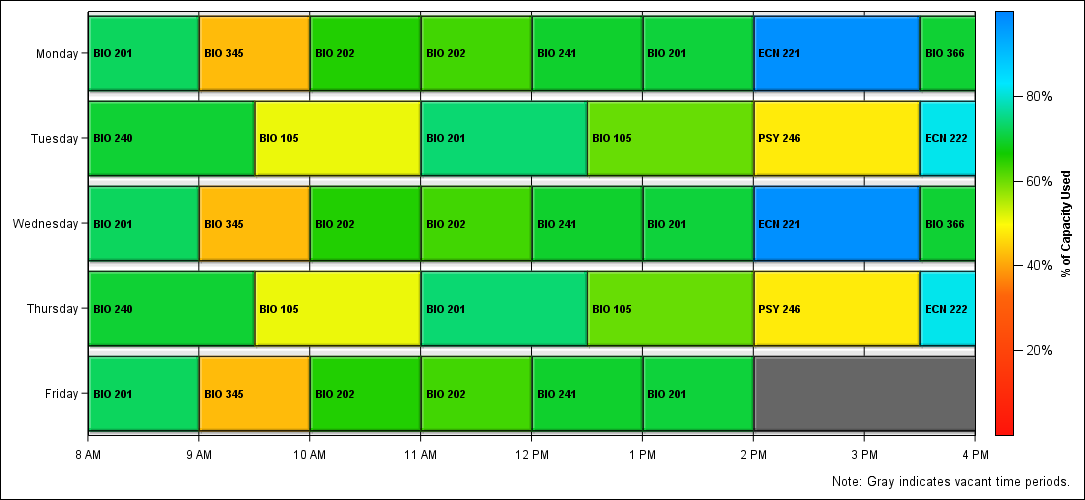 Monday
BIO 201 BIO 345 BIO 202 BIO 202 BIO 241 BIO 201 ECN 221 BIO 366
Tuesday
BIO 240 BIO 105 BIO 201 BIO 105 PSY 246 ECN 222
Wednesday
BIO 201 BIO 345 BIO 202 BIO 202 BIO 241 BIO 201 ECN 221 BIO 366
Thursday
BIO 240 BIO 105 BIO 201 BIO 105 PSY 246 ECN 222
Friday
BIO 201 BIO 345 BIO 202 BIO 202 BIO 241 BIO 201
8 AM 9 AM 10 AM 11 AM 12 PM 1 PM 2 PM 3 PM 4 PM
80%
60%
40%
20%
% of Capacity Used
Note: Gray indicates vacant time periods.